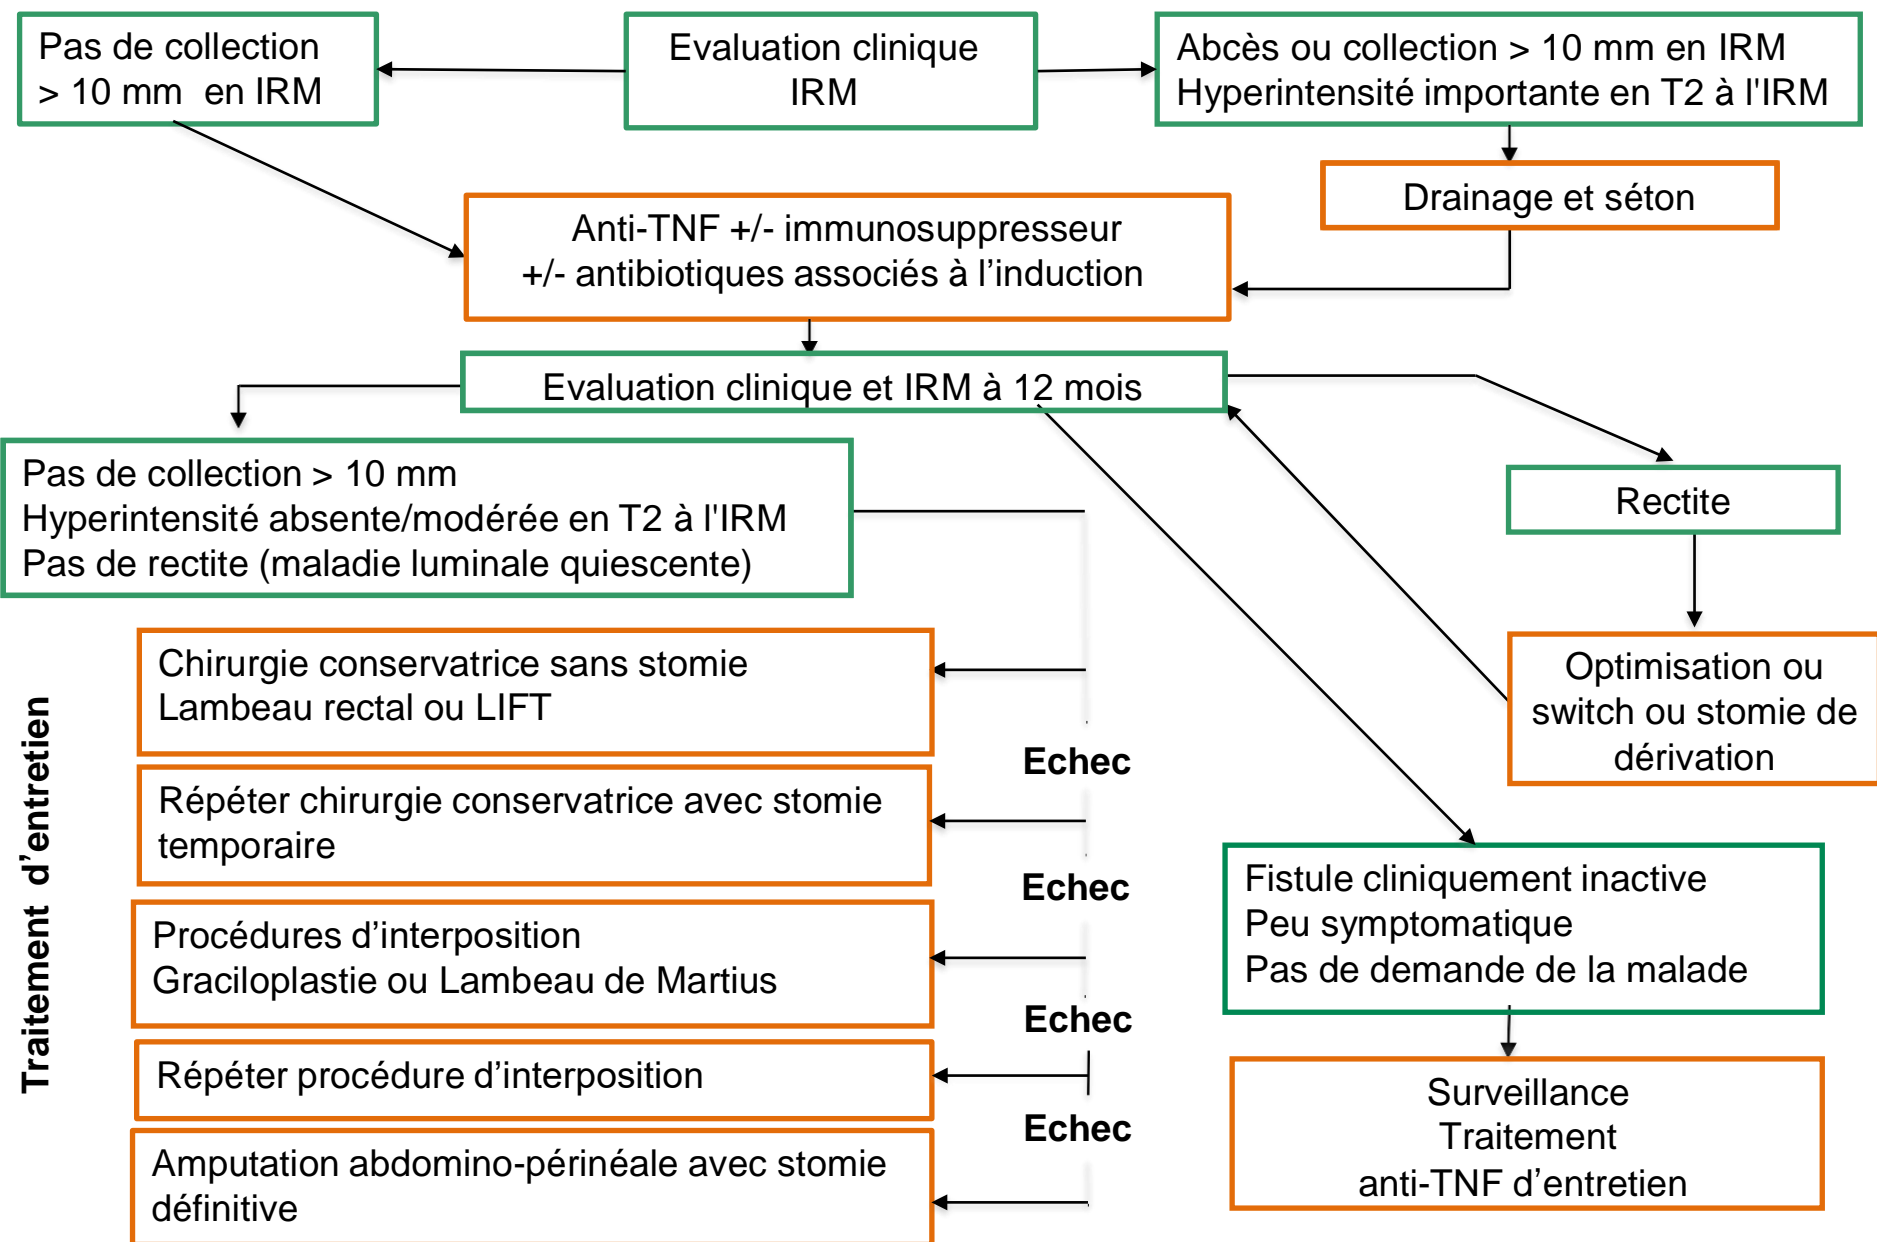 Pas de collection
> 10 mm en IRM
Evaluation clinique
IRM
Abcès ou collection > 10 mm en IRM
Hyperintensité importante en T2 à l'IRM
Drainage et séton
Anti-TNF +/- immunosuppresseur
+/- antibiotiques associés à l’induction
Evaluation clinique et IRM à 12 mois
Pas de collection > 10 mm
Hyperintensité absente/modérée en T2 à l'IRM
Pas de rectite (maladie luminale quiescente)
Rectite
Optimisation ou
switch ou stomie de
dérivation
Traitement d’entretien
Chirurgie conservatrice sans stomie
Lambeau rectal ou LIFT
Echec
Répéter chirurgie conservatrice avec stomie
temporaire
Echec
Procédures d’interposition
Graciloplastie ou Lambeau de Martius
Echec
Répéter procédure d’interposition
Echec
Amputation abdomino-périnéale avec stomie
définitive
Fistule cliniquement inactive
Peu symptomatique
Pas de demande de la malade
Surveillance
Traitement
anti-TNF d’entretien